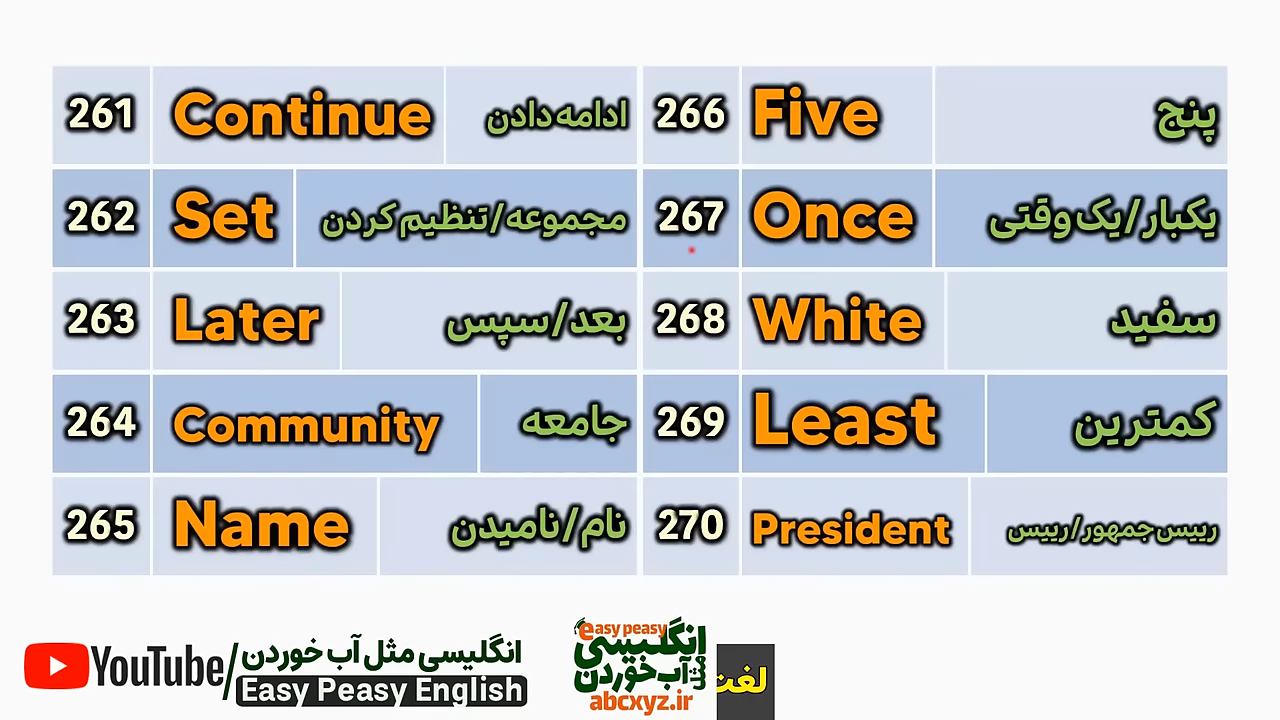 261 Continue ادامه دادن
262 Set مجموعه/تنظیم کردن
263 Later بعد/سپس
264 Community جامعه
265 Name نام/نامیدن
266 Five پنج
267 Once یکبار/یک وقتی
268 White سفید
269 Least کمترین
270 President رییس جمهور/رییس
YouTube/انگلیسی مثل آب خوردن
Easy Peasy English
easy peasy
انگلیسی
مثل آب خوردن
abcxyz.ir